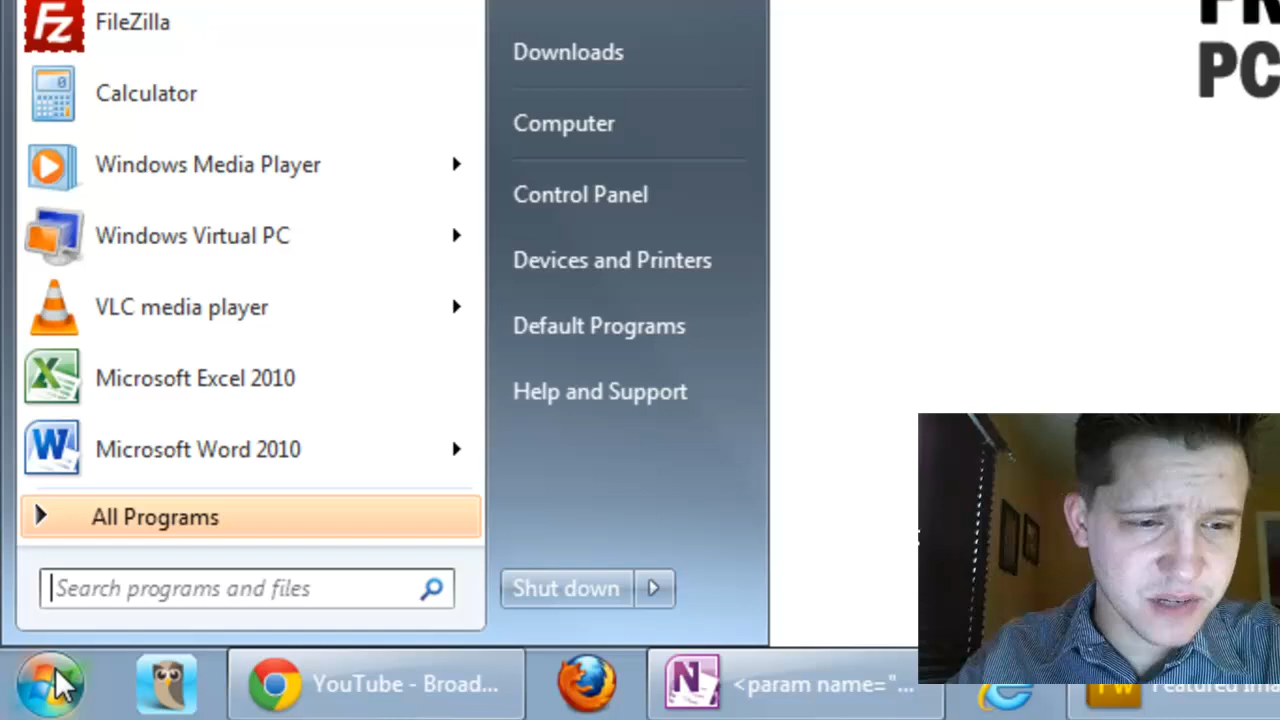 FileZilla
Calculator
Windows Media Player
Windows Virtual PC
VLC media player
Microsoft Excel 2010
Microsoft Word 2010
All Programs
Search programs and files
Downloads
Computer
Control Panel
Devices and Printers
Default Programs
Help and Support
Shut down
PC
YouTube - Broad...
<param name="...